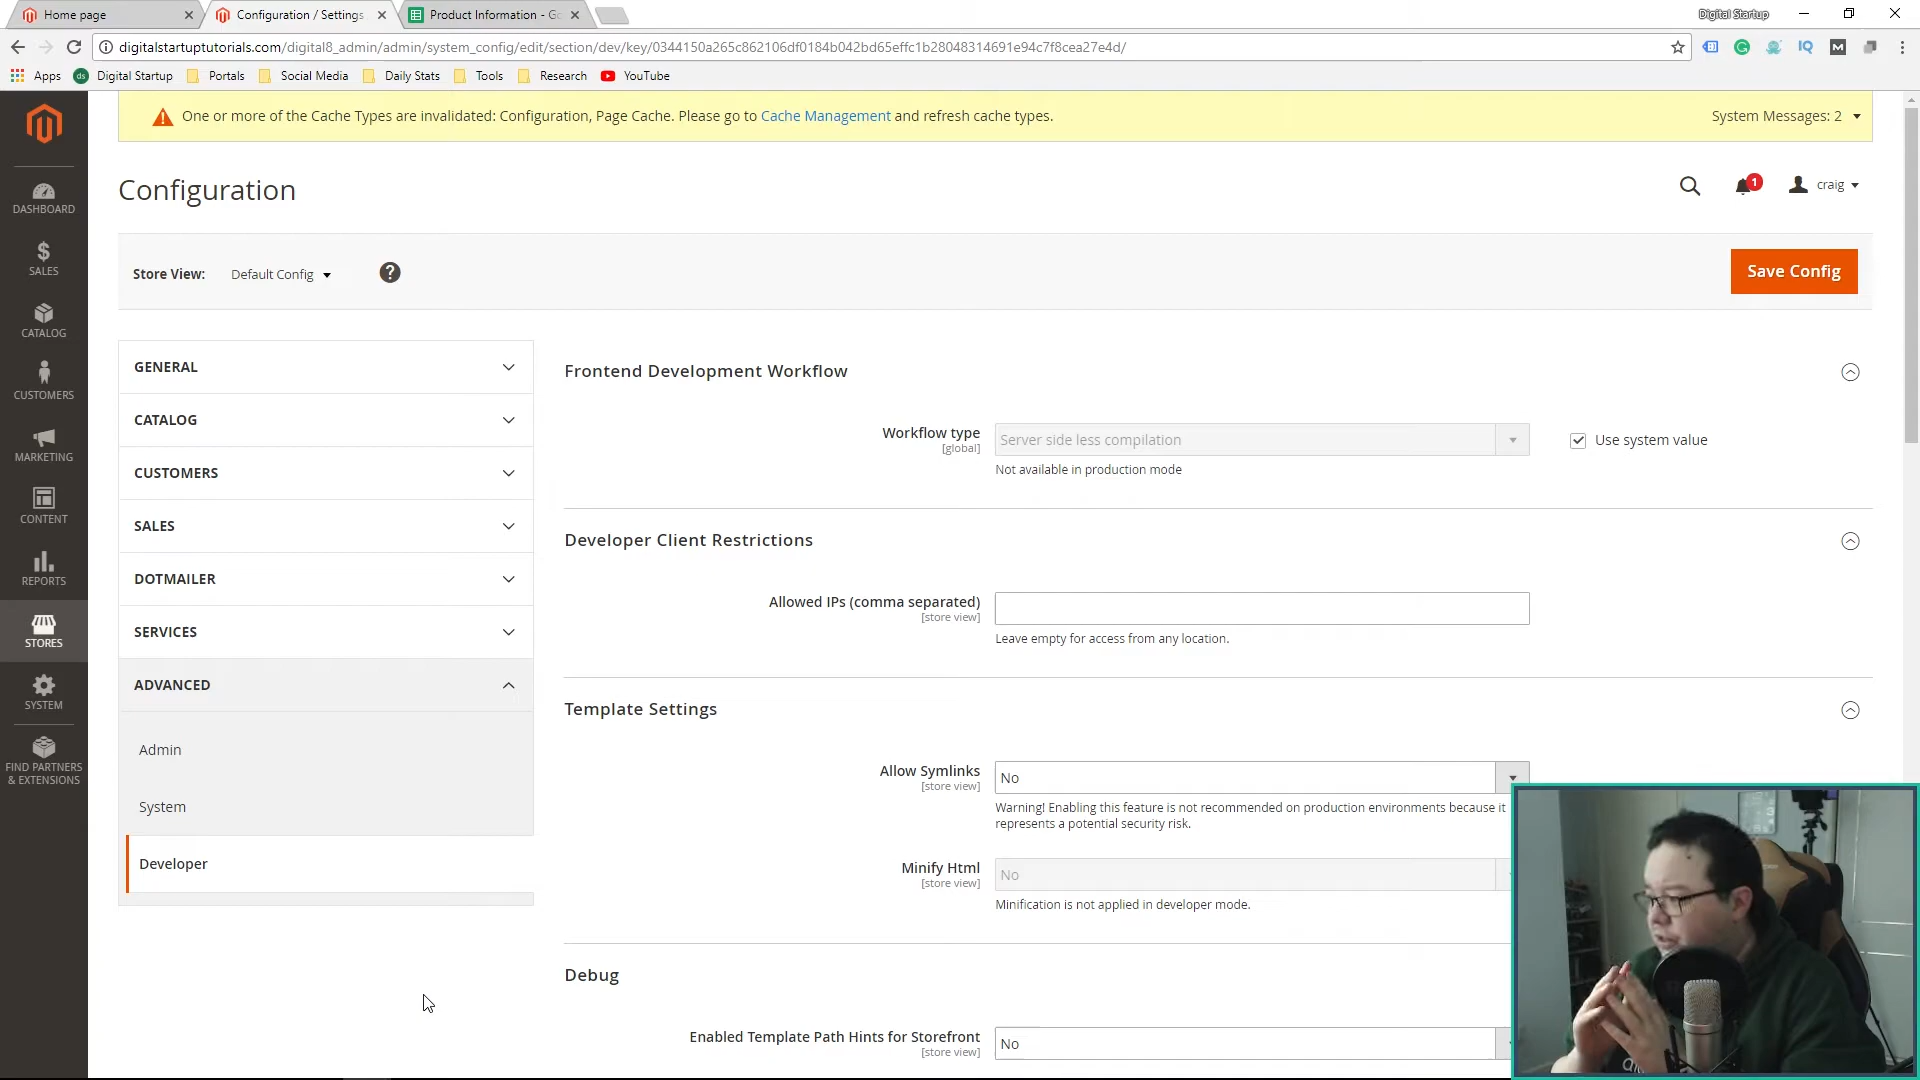 Home page
Configuration / Settings
Product Information - Go
Digital Startup
digitalstartuptutorials.com/digital8_admin/admin/system_config/edit/section/dev/key/0344150a265c862106df0184b042bd65effc1b28048314691e94c7f8cea27e4d/
Apps
ds
Digital Startup
Portals
Social Media
Daily Stats
Tools
Research
YouTube
One or more of the Cache Types are invalidated: Configuration, Page Cache. Please go to Cache Management and refresh cache types.
System Messages: 2
Configuration
1
craig
Store View:
Default Config
?
Save Config
DASHBOARD
SALES
CATALOG
CUSTOMERS
MARKETING
CONTENT
REPORTS
STORES
SYSTEM
FIND PARTNERS
& EXTENSIONS
GENERAL
CATALOG
CUSTOMERS
SALES
DOTMAILER
SERVICES
ADVANCED
Admin
System
Developer
Frontend Development Workflow
Workflow type
[global]
Server side less compilation
Use system value
Not available in production mode
Developer Client Restrictions
Allowed IPs (comma separated)
[store view]
Leave empty for access from any location.
Template Settings
Allow Symlinks
[store view]
No
Warning! Enabling this feature is not recommended on production environments because it
represents a potential security risk.
Minify Html
[store view]
No
Minification is not applied in developer mode.
Debug
Enabled Template Path Hints for Storefront
[store view]
No